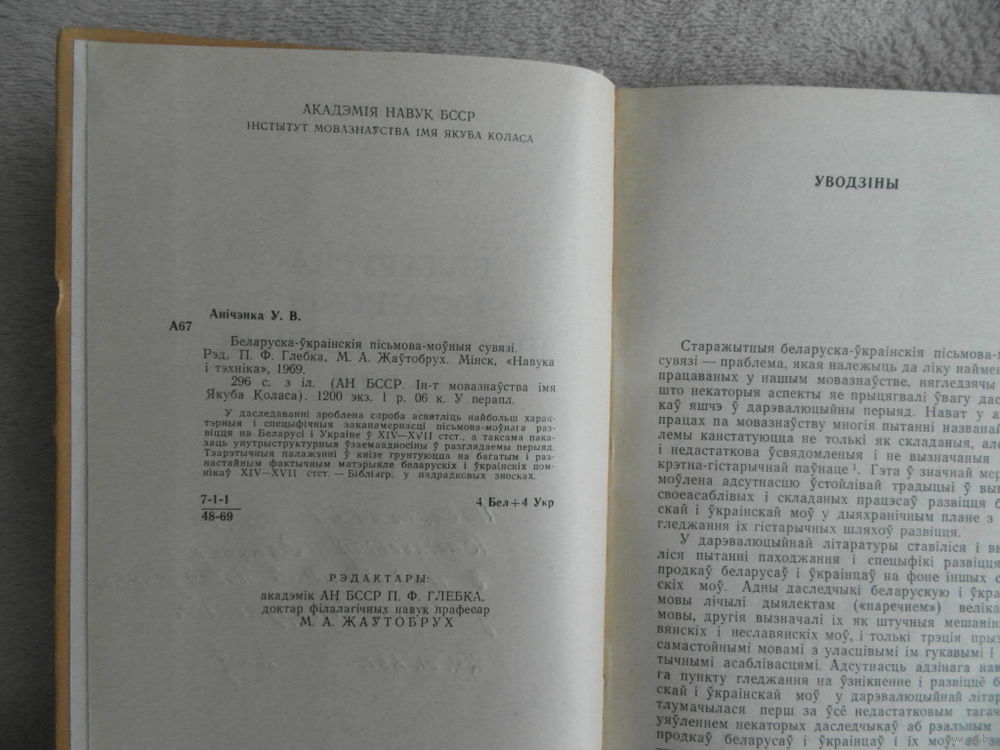 АКАДЭМІЯ НАВУК БССР
ІНСТЫТУТ МОВАЗНАЎСТВА ІМЯ ЯКУБА КОЛАСА
Анічэнка У. В.
А67
Беларуска-ўкраінскія пісьмова-моўныя сувязі.
Рэд. П. Ф. Глебка, М. А. Жаўтобрух. Мінск, «Навука
і тэхніка», 1969.
296 с. з іл. (АН БССР. Ін-т мовазнаўства імя
Якуба Коласа). 1200 экз. 1 р. 06 к. У перапл.
У даследаванні зроблена спроба асвятліць найбольш харак-
тэрныя і спецыфічныя заканамернасці пісьмова-моўнага раз-
віцця на Беларусі і Украіне ў XIV—XVII стст., а таксама пака-
заць унутрыструктурныя ўзаемаадносіны ў разглядаемы перыяд.
Тэарэтычныя палажэнні ў кнізе грунтуюцца на багатым і раз-
настайным фактычным матэрыяле беларускіх і ўкраінскіх пом-
нікаў XIV—XVII стст. — Бібліягр. у падрадковых зносках.
7-1-1
48-69
4 Бел+4 Укр
РЭДАКТАРЫ:
акадэмік АН БССР П. Ф. ГЛЕБКА,
доктар філалагічных навук прафесар
М. А. ЖАЎТОБРУХ
УВОДЗІНЫ
Старажытныя беларуска-ўкраінскія пісьмова-
сувязі — праблема, якая належыць да ліку наймен
працаваных у нашым мовазнаўстве, нягледзячы
што некаторыя аспекты яе прыцягвалі ўвагу дас
каў яшчэ ў дарэвалюцыйны перыяд. Нават у а
працах па мовазнаўству многія пытанні названай
лемы канстатуюцца не толькі як складаныя, але
і недастаткова ўсвядомленыя і не вызначаныя
крэтна-гістарычнай паўнаце¹. Гэта ў значнай мер
моўлена адсутнасцю ўстойлівай традыцыі ў вы
своеасаблівых і складаных працэсаў развіцця б
скай і ўкраінскай моў у дыяхранічным плане з
гледжання іх гістарычных шляхоў развіцця.
У дарэвалюцыйнай літаратуры ставіліся і вы
ліся пытанні паходжання і спецыфікі развіцця
продкаў беларусаў і ўкраінцаў на фоне іншых с
скіх моў. Адны даследчыкі беларускую і ўкра
мовы лічылі дыялектам («наречием») веліка
мовы, другія вызначалі іх як штучныя мешані
вянскіх і неславянскіх моў, і толькі трэція прыз
самастойнымі мовамі з уласцівымі ім гукавымі і
тычнымі асаблівасцямі. Адсутнасць адзінага нав
га пункту гледжання на ўзнікненне і развіццё б
скай і ўкраінскай моў у дарэвалюцыйнай літар
тлумачылася перш за ўсё недастатковым тагач
уяўленнем некаторых даследчыкаў аб рэальным
продкаў беларусаў і ўкраінцаў і іх моў, аб